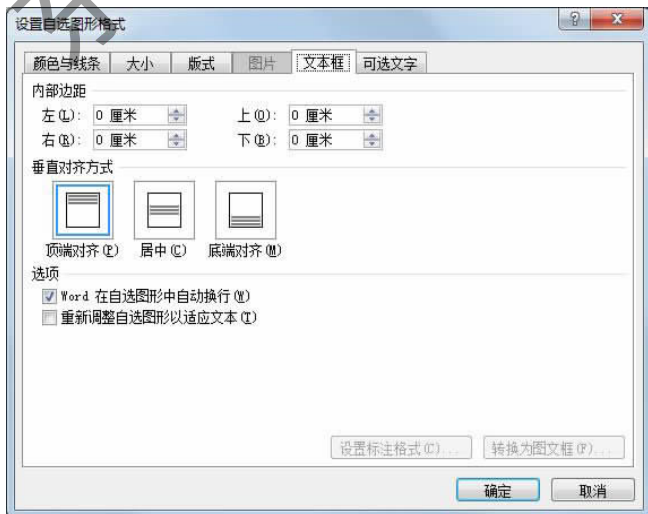 设置自选图形格式
颜色与线条 大小 版式 图片 文本框 可选文字
内部边距
左(L): 0 厘米 上(O): 0 厘米
右(R): 0 厘米 下(B): 0 厘米
垂直对齐方式
顶端对齐(P) 居中(C) 底端对齐(M)
选项
Word 在自选图形中自动换行(W)
重新调整自选图形以适应文本(T)
设置标注格式(C)... 转换为图文框(F)...
确定 取消